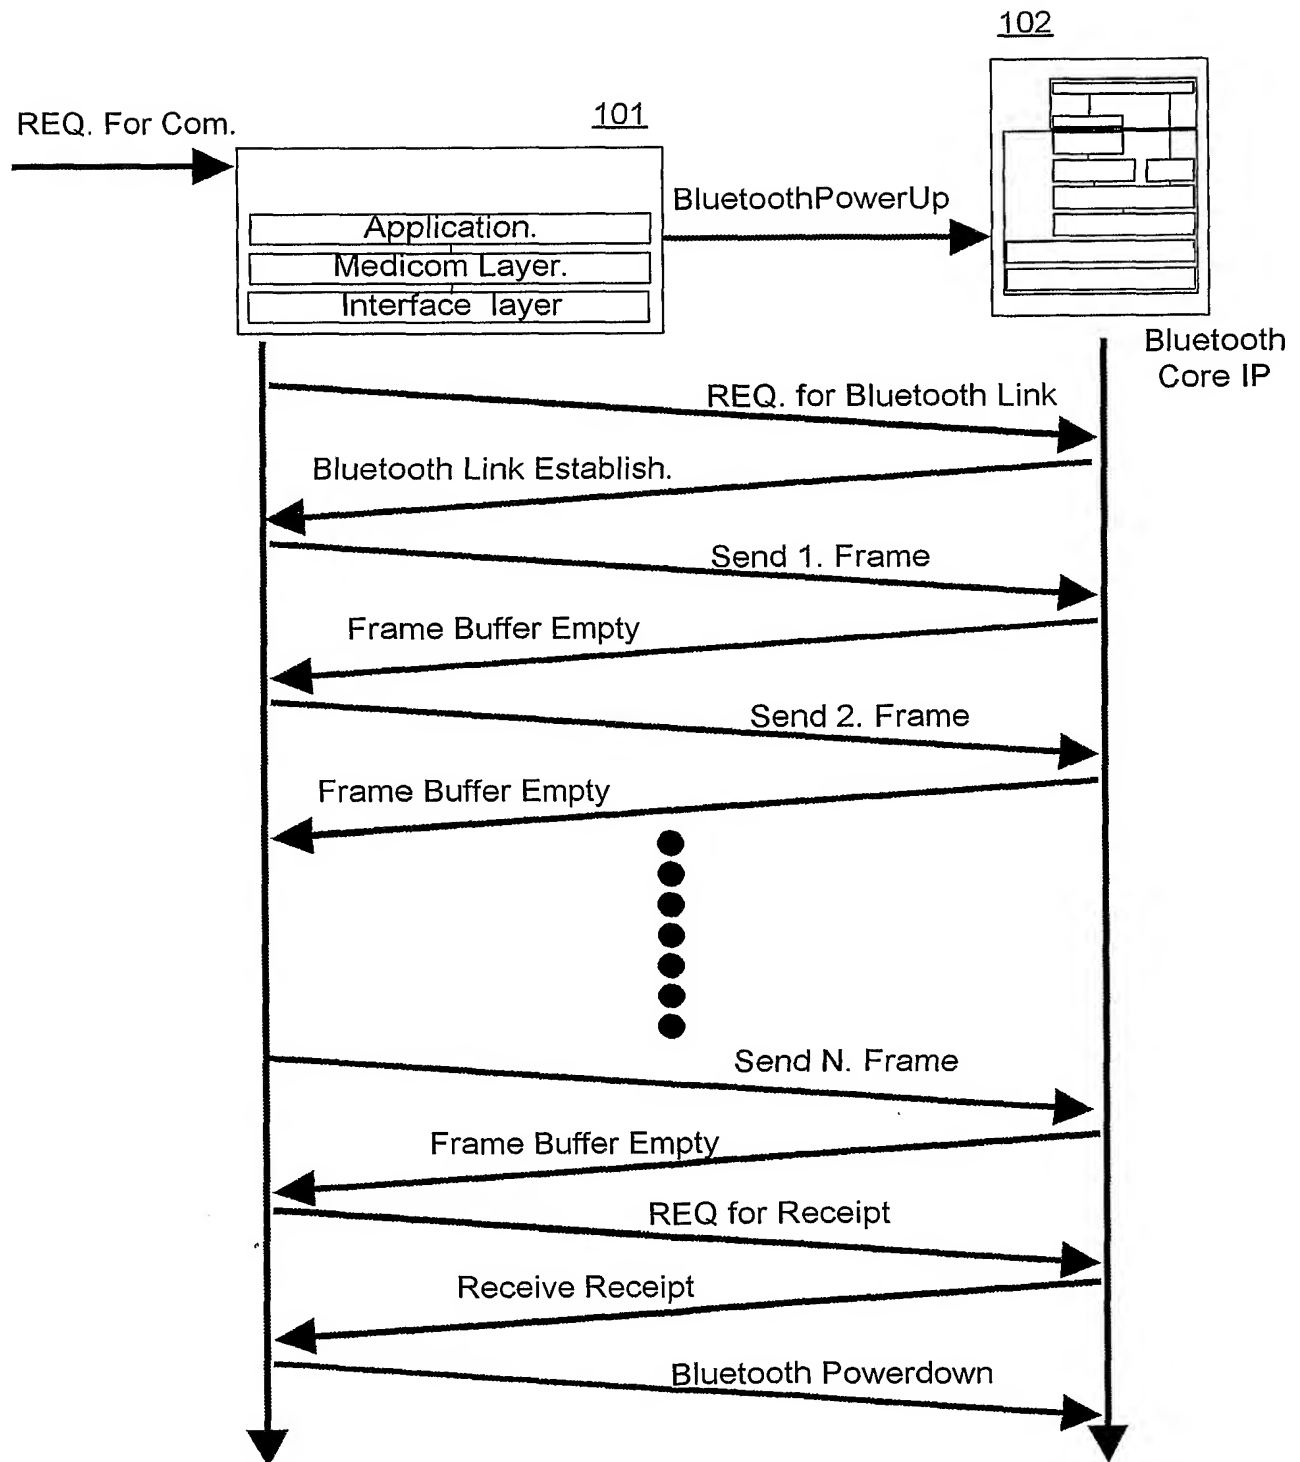 102
REQ. For Com.
101
BluetoothPowerUp
Application.
Medicom Layer.
Interface layer
Bluetooth
Core IP
REQ. for Bluetooth Link
Bluetooth Link Establish.
Send 1. Frame
Frame Buffer Empty
Send 2. Frame
Frame Buffer Empty
Send N. Frame
Frame Buffer Empty
REQ for Receipt
Receive Receipt
Bluetooth Powerdown